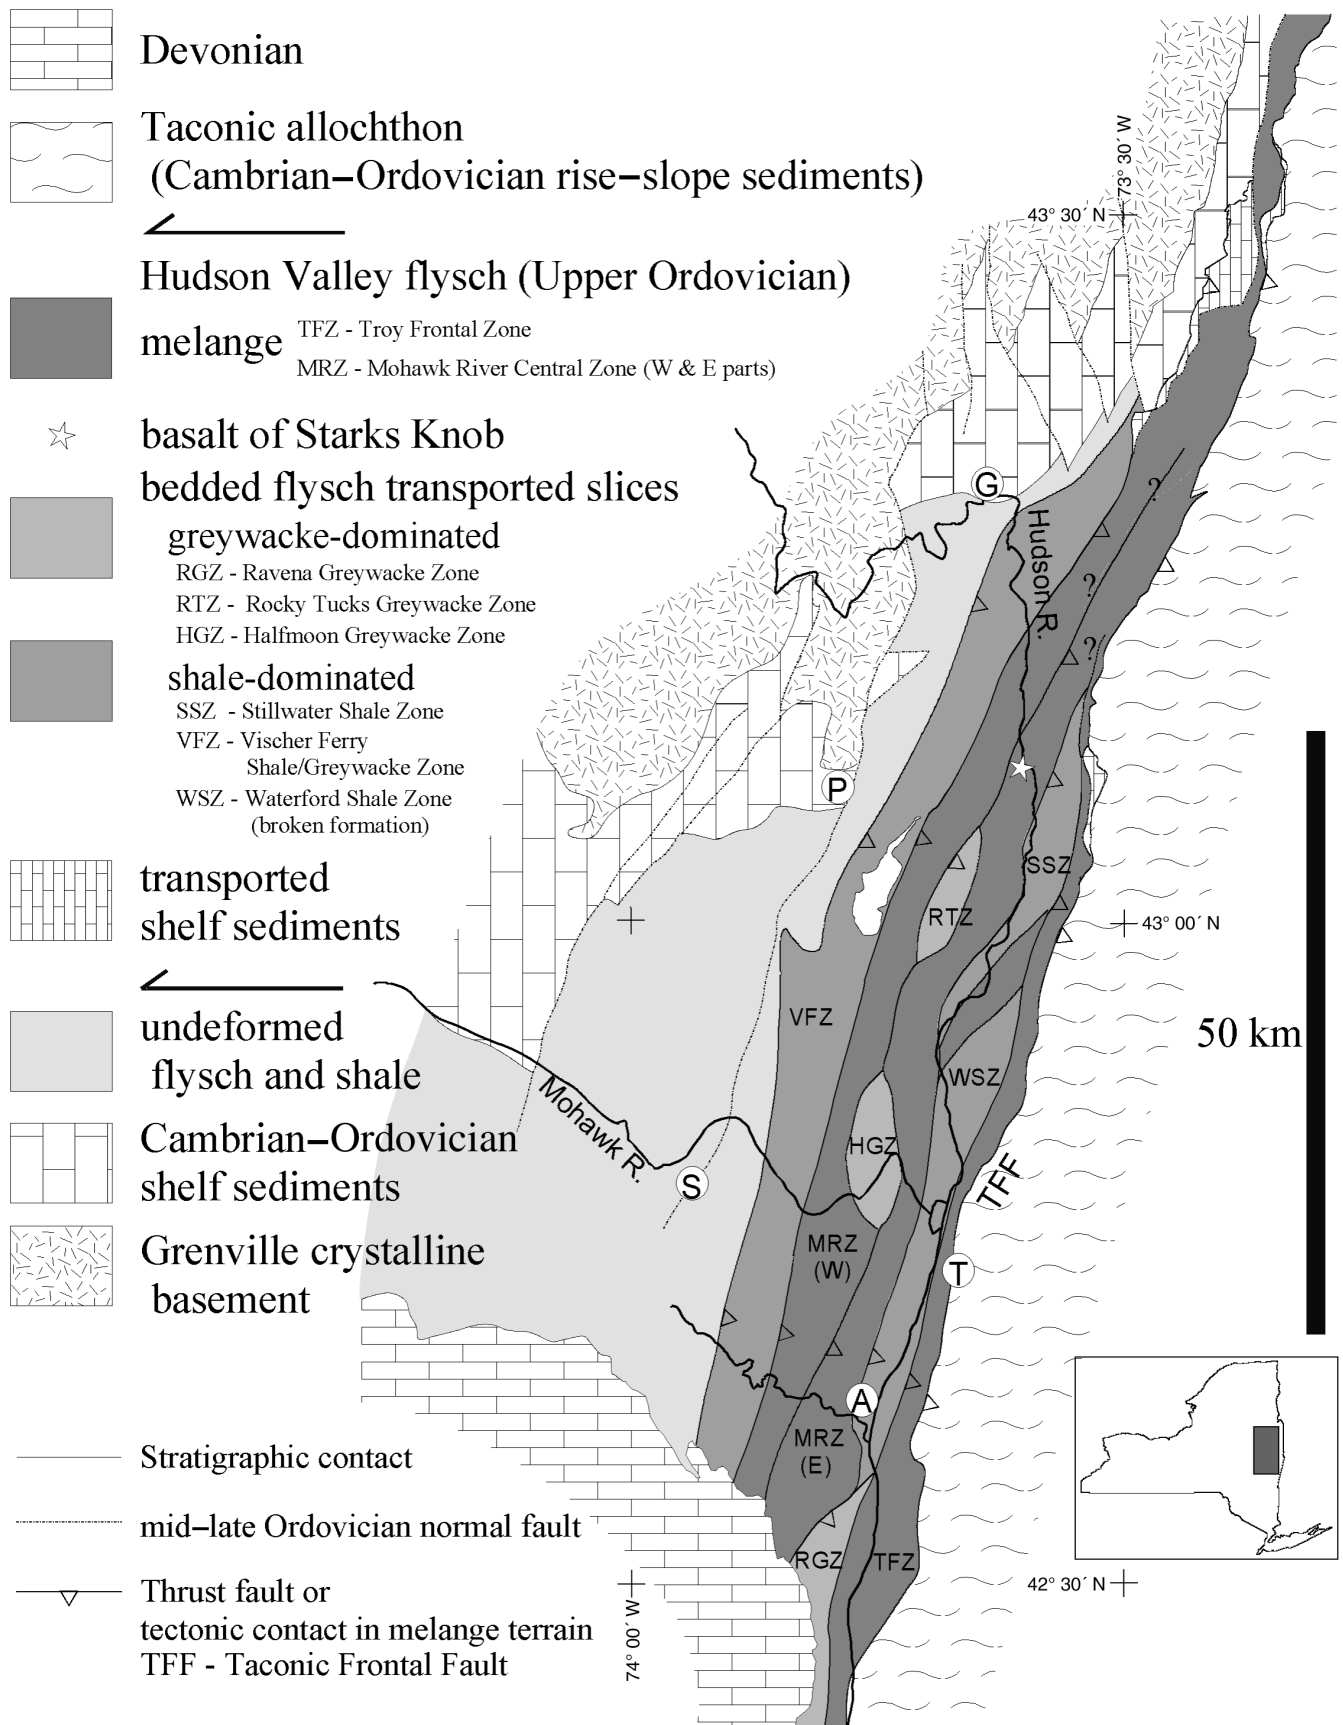 Devonian
Taconic allochthon
(Cambrian–Ordovician rise–slope sediments)
Hudson Valley flysch (Upper Ordovician)
melange
TFZ - Troy Frontal Zone
MRZ - Mohawk River Central Zone (W & E parts)
basalt of Starks Knob
bedded flysch transported slices
greywacke-dominated
RGZ - Ravena Greywacke Zone
RTZ - Rocky Tucks Greywacke Zone
HGZ - Halfmoon Greywacke Zone
shale-dominated
SSZ - Stillwater Shale Zone
VFZ - Vischer Ferry
Shale/Greywacke Zone
WSZ - Waterford Shale Zone
(broken formation)
transported
shelf sediments
undeformed
flysch and shale
Cambrian–Ordovician
shelf sediments
Grenville crystalline
basement
Stratigraphic contact
mid–late Ordovician normal fault
Thrust fault or
tectonic contact in melange terrain
TFF - Taconic Frontal Fault
73° 30´ W
43° 30´ N
G
Hudson R.
?
?
?
P
SSZ
RTZ
43° 00´ N
VFZ
50 km
WSZ
Mohawk R.
HGZ
S
TFF
MRZ
(W)
T
A
MRZ
(E)
RGZ
TFZ
42° 30´ N
74° 00´ W